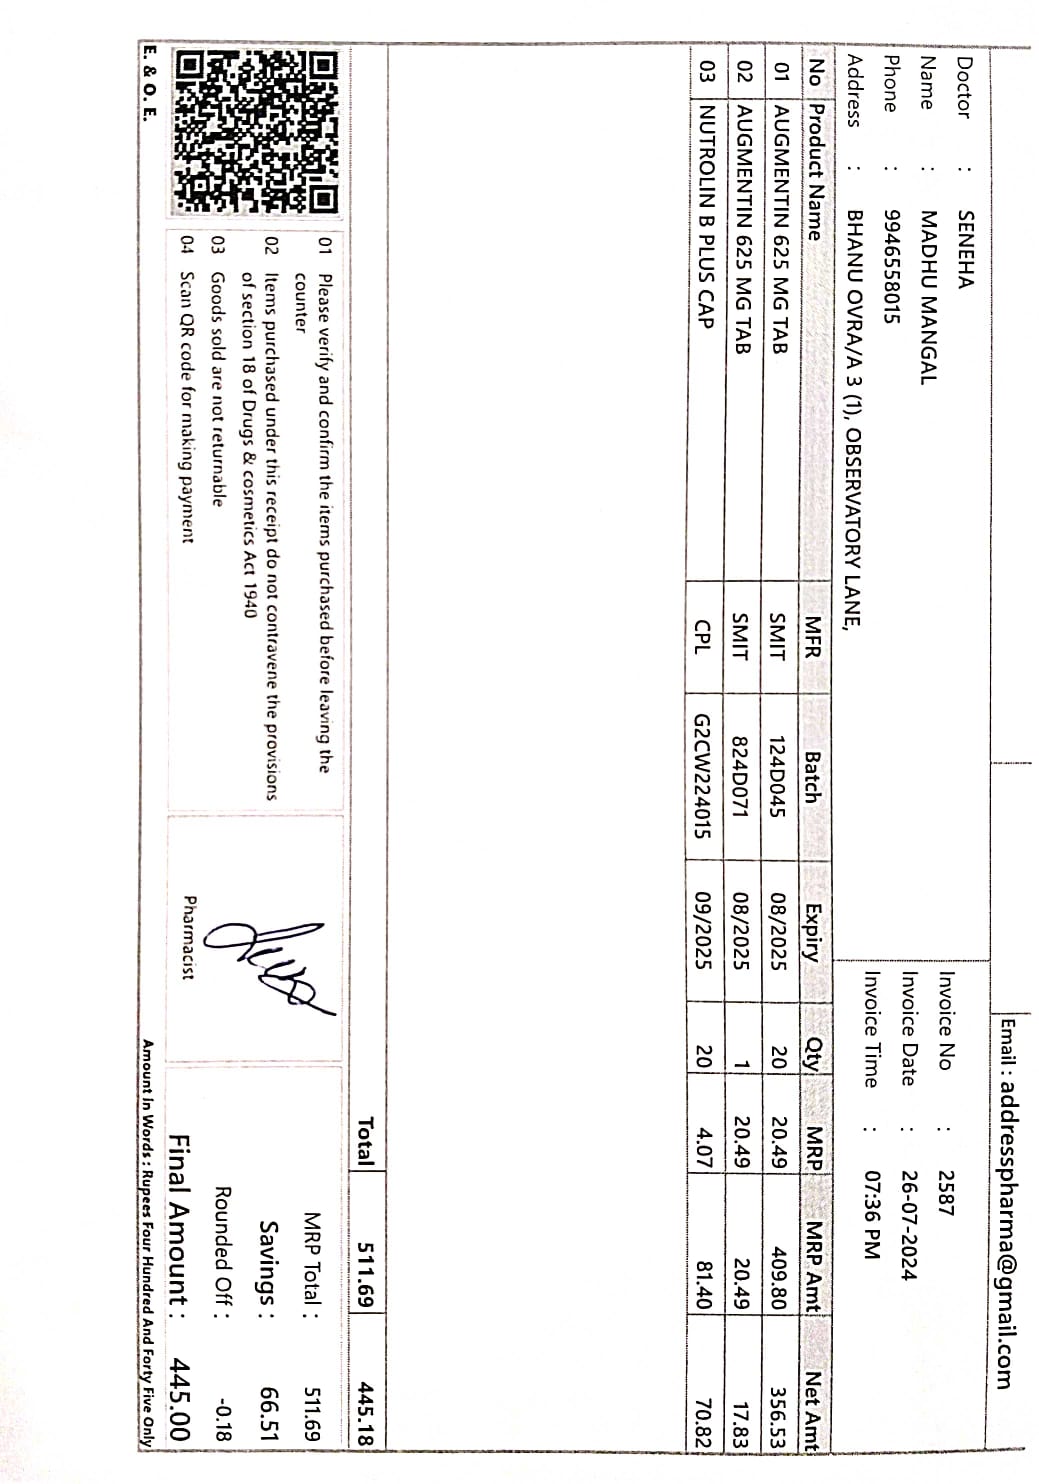 Email : addresspharma@gmail.com
Doctor : SENEHA
Name : MADHU MANGAL
Phone : 9946558015
Address : BHANU OVRA/A 3 (1), OBSERVATORY LANE,
Invoice No : 2587
Invoice Date : 26-07-2024
Invoice Time : 07:36 PM
No Product Name MFR Batch Expiry Qty MRP MRP Amt Net Amt
01 AUGMENTIN 625 MG TAB SMIT 124D045 08/2025 20 20.49 409.80 356.53
02 AUGMENTIN 625 MG TAB SMIT 824D071 08/2025 1 20.49 20.49 17.83
03 NUTROLIN B PLUS CAP CPL G2CW224015 09/2025 20 4.07 81.40 70.82
Total 511.69 445.18
01 Please verify and confirm the items purchased before leaving the
counter
02 Items purchased under this receipt do not contravene the provisions
of section 18 of Drugs & cosmetics Act 1940
03 Goods sold are not returnable
04 Scan QR code for making payment
Pharmacist
MRP Total : 511.69
Savings : 66.51
Rounded Off : -0.18
Final Amount : 445.00
E. & O. E.
Amount In Words : Rupees Four Hundred And Forty Five Only